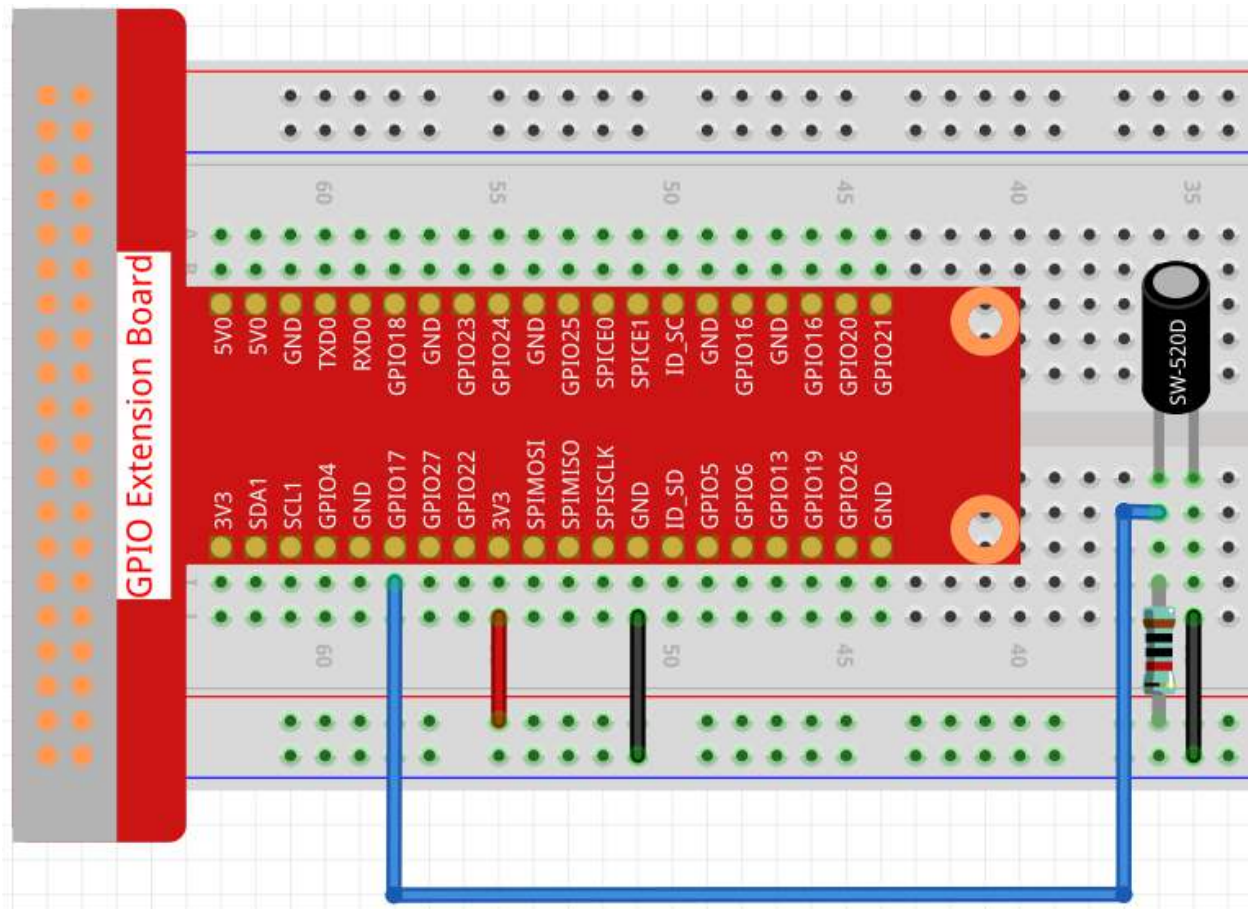 GPIO Extension Board
60
55
50
45
40
35
5V0
5V0
GND
TXD0
RXD0
GPIO18
GND
GPIO23
GPIO24
GND
GPIO25
SPICE0
SPICE1
ID_SC
GND
GPIO16
GND
GPIO16
GPIO20
GPIO21
SW-520D
3V3
SDA1
SCL1
GPIO4
GND
GPIO17
GPIO27
GPIO22
3V3
SPIMOSI
SPIMISO
SPISCLK
GND
ID_SD
GPIO5
GPIO6
GPIO13
GPIO19
GPIO26
GND
60
50
45
40